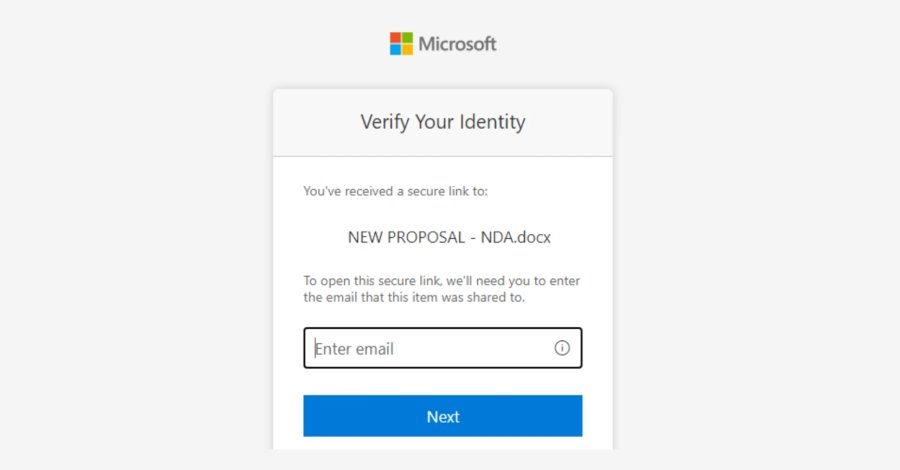 Microsoft
Verify Your Identity
You've received a secure link to:
NEW PROPOSAL - NDA.docx
To open this secure link, we'll need you to enter
the email that this item was shared to.
Enter email
Next